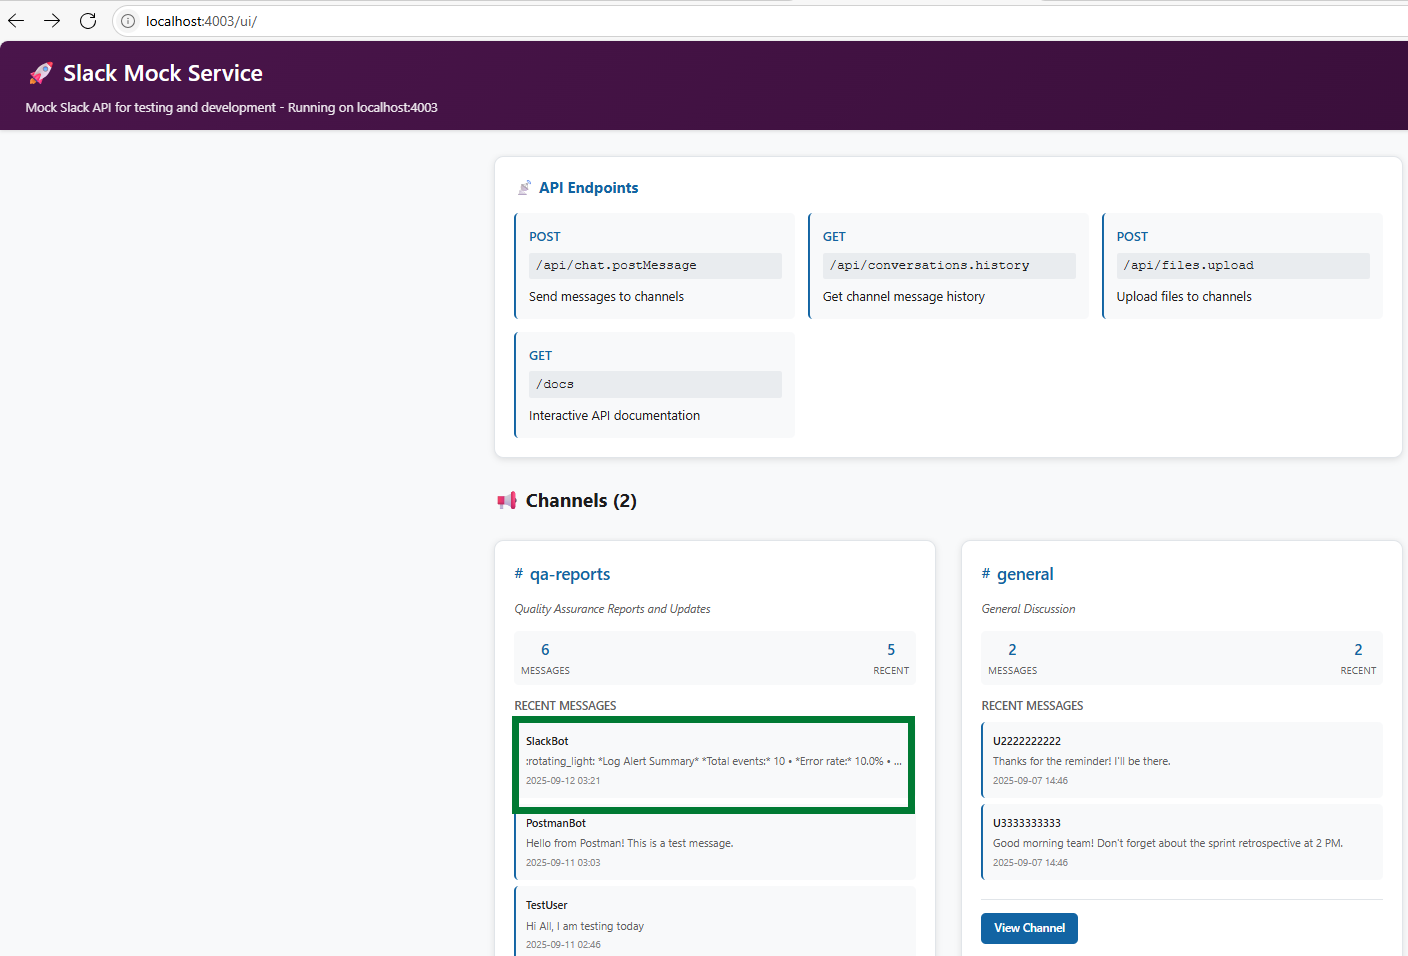 localhost:4003/ui/
Slack Mock Service
Mock Slack API for testing and development - Running on localhost:4003
API Endpoints
POST
/api/chat.postMessage
Send messages to channels
GET
/api/conversations.history
Get channel message history
POST
/api/files.upload
Upload files to channels
GET
/docs
Interactive API documentation
Channels (2)
# qa-reports
Quality Assurance Reports and Updates
6
MESSAGES
5
RECENT
RECENT MESSAGES
SlackBot
:rotating_light: *Log Alert Summary* *Total events:* 10 • *Error rate:* 10.0% • ...
2025-09-12 03:21
PostmanBot
Hello from Postman! This is a test message.
2025-09-11 03:03
TestUser
Hi All, I am testing today
2025-09-11 02:46
# general
General Discussion
2
MESSAGES
2
RECENT
RECENT MESSAGES
U2222222222
Thanks for the reminder! I'll be there.
2025-09-07 14:46
U3333333333
Good morning team! Don't forget about the sprint retrospective at 2 PM.
2025-09-07 14:46
View Channel